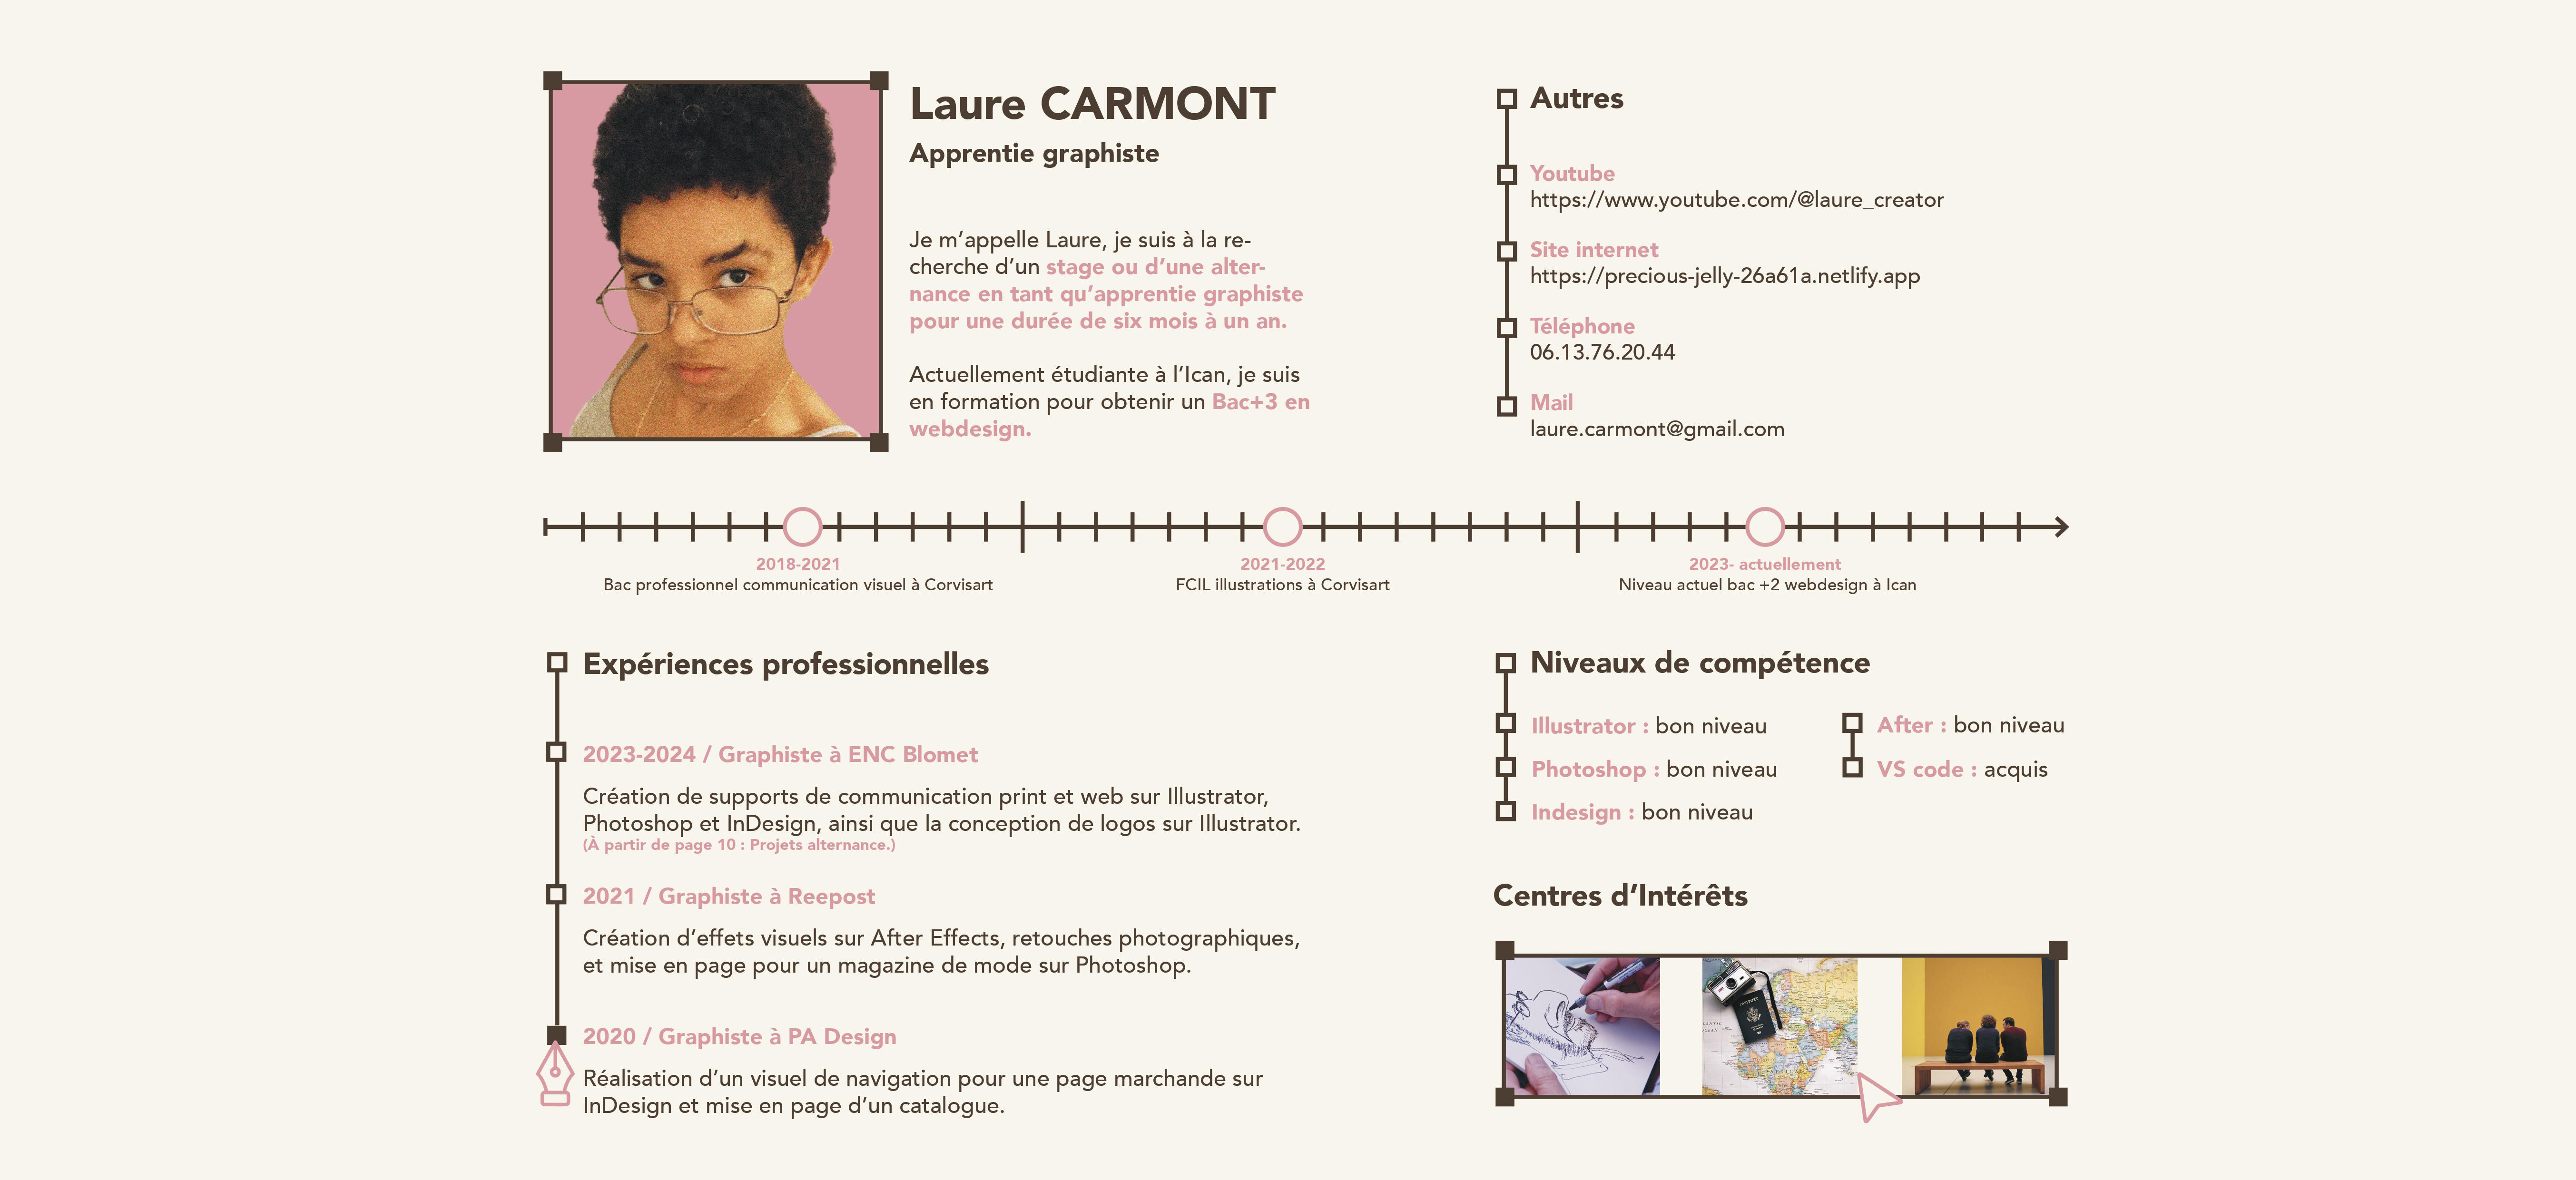 Laure CARMONT
Apprentie graphiste
Je m’appelle Laure, je suis à la re-
cherche d’un stage ou d’une alter-
nance en tant qu’apprentie graphiste
pour une durée de six mois à un an.
Actuellement étudiante à l’Ican, je suis
en formation pour obtenir un Bac+3 en
webdesign.
Autres
Youtube
https://www.youtube.com/@laure_creator
Site internet
https://precious-jelly-26a61a.netlify.app
Téléphone
06.13.76.20.44
Mail
laure.carmont@gmail.com
2018-2021
Bac professionnel communication visuel à Corvisart
2021-2022
FCIL illustrations à Corvisart
2023- actuellement
Niveau actuel bac +2 webdesign à Ican
Expériences professionnelles
2023-2024 / Graphiste à ENC Blomet
Création de supports de communication print et web sur Illustrator,
Photoshop et InDesign, ainsi que la conception de logos sur Illustrator.
(À partir de page 10 : Projets alternance.)
2021 / Graphiste à Reepost
Création d’effets visuels sur After Effects, retouches photographiques,
et mise en page pour un magazine de mode sur Photoshop.
2020 / Graphiste à PA Design
Réalisation d’un visuel de navigation pour une page marchande sur
InDesign et mise en page d’un catalogue.
Niveaux de compétence
Illustrator : bon niveau
Photoshop : bon niveau
Indesign : bon niveau
After : bon niveau
VS code : acquis
Centres d’Intérêts
PASSPORT